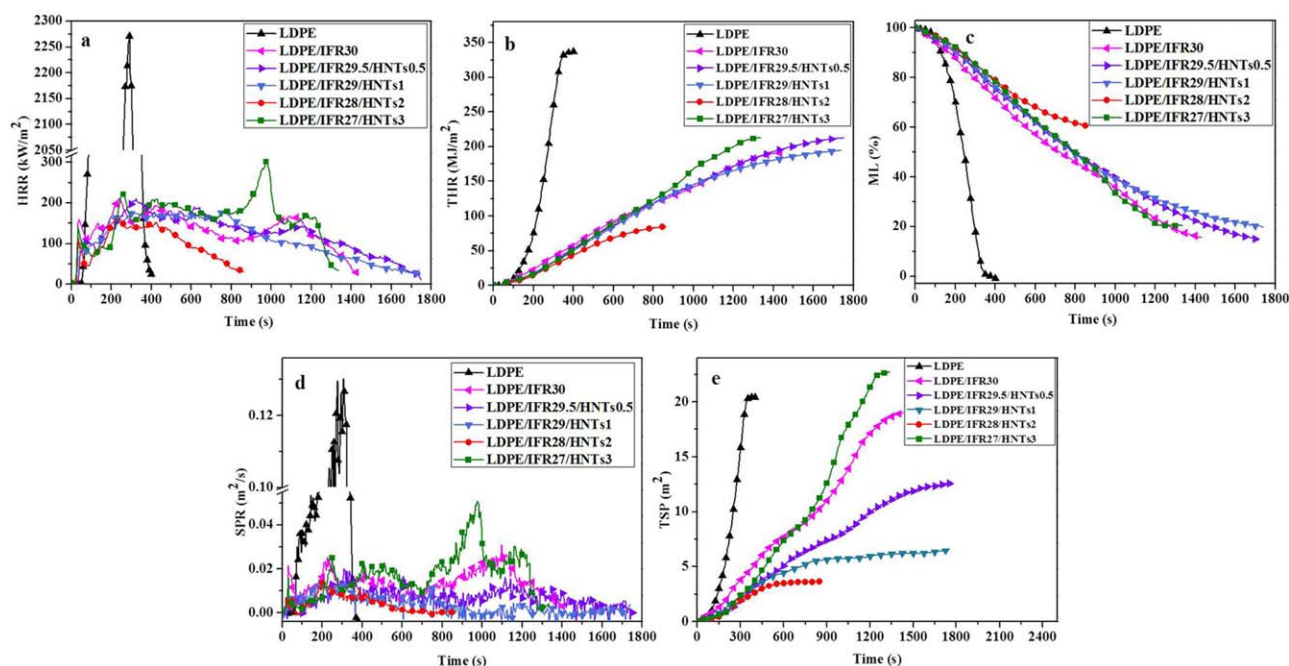 a
HRR (kW/m²)
2300
2250
2200
2150
2100
2050
300
200
100
0
0 200 400 600 800 1000 1200 1400 1600 1800
Time (s)
LDPE
LDPE/IFR30
LDPE/IFR29.5/HNTs0.5
LDPE/IFR29/HNTs1
LDPE/IFR28/HNTs2
LDPE/IFR27/HNTs3
b
THR (MJ/m²)
400
350
300
250
200
150
100
50
0
0 200 400 600 800 1000 1200 1400 1600 1800
Time (s)
LDPE
LDPE/IFR30
LDPE/IFR29.5/HNTs0.5
LDPE/IFR29/HNTs1
LDPE/IFR28/HNTs2
LDPE/IFR27/HNTs3
c
ML (%)
100
80
60
40
20
0
0 200 400 600 800 1000 1200 1400 1600 1800
Time (s)
LDPE
LDPE/IFR30
LDPE/IFR29.5/HNTs0.5
LDPE/IFR29/HNTs1
LDPE/IFR28/HNTs2
LDPE/IFR27/HNTs3
d
SPR (m²/s)
0.12
0.10
0.04
0.02
0.00
0 200 400 600 800 1000 1200 1400 1600 1800
Time (s)
LDPE
LDPE/IFR30
LDPE/IFR29.5/HNTs0.5
LDPE/IFR29/HNTs1
LDPE/IFR28/HNTs2
LDPE/IFR27/HNTs3
e
TSP (m²)
20
15
10
5
0
0 300 600 900 1200 1500 1800 2100 2400
Time (s)
LDPE
LDPE/IFR30
LDPE/IFR29.5/HNTs0.5
LDPE/IFR29/HNTs1
LDPE/IFR28/HNTs2
LDPE/IFR27/HNTs3